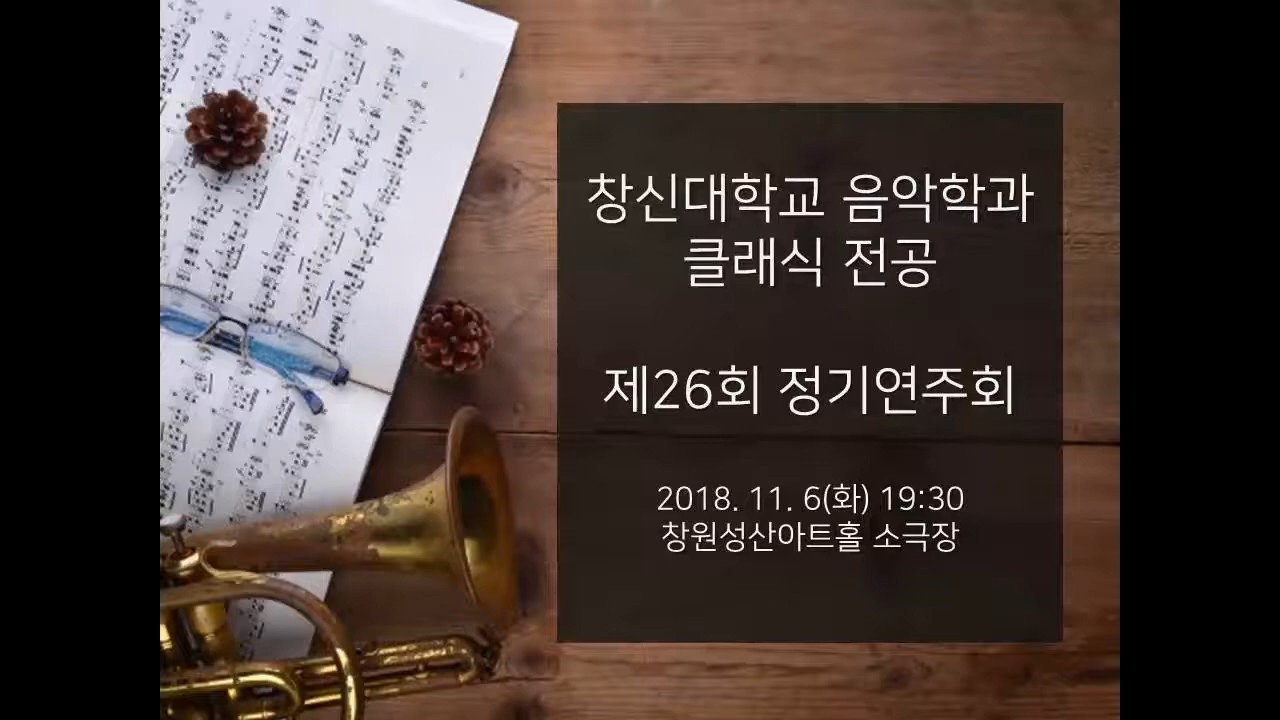 창신대학교 음악학과
클래식 전공
제26회 정기연주회
2018. 11. 6(화) 19:30
창원성산아트홀 소극장